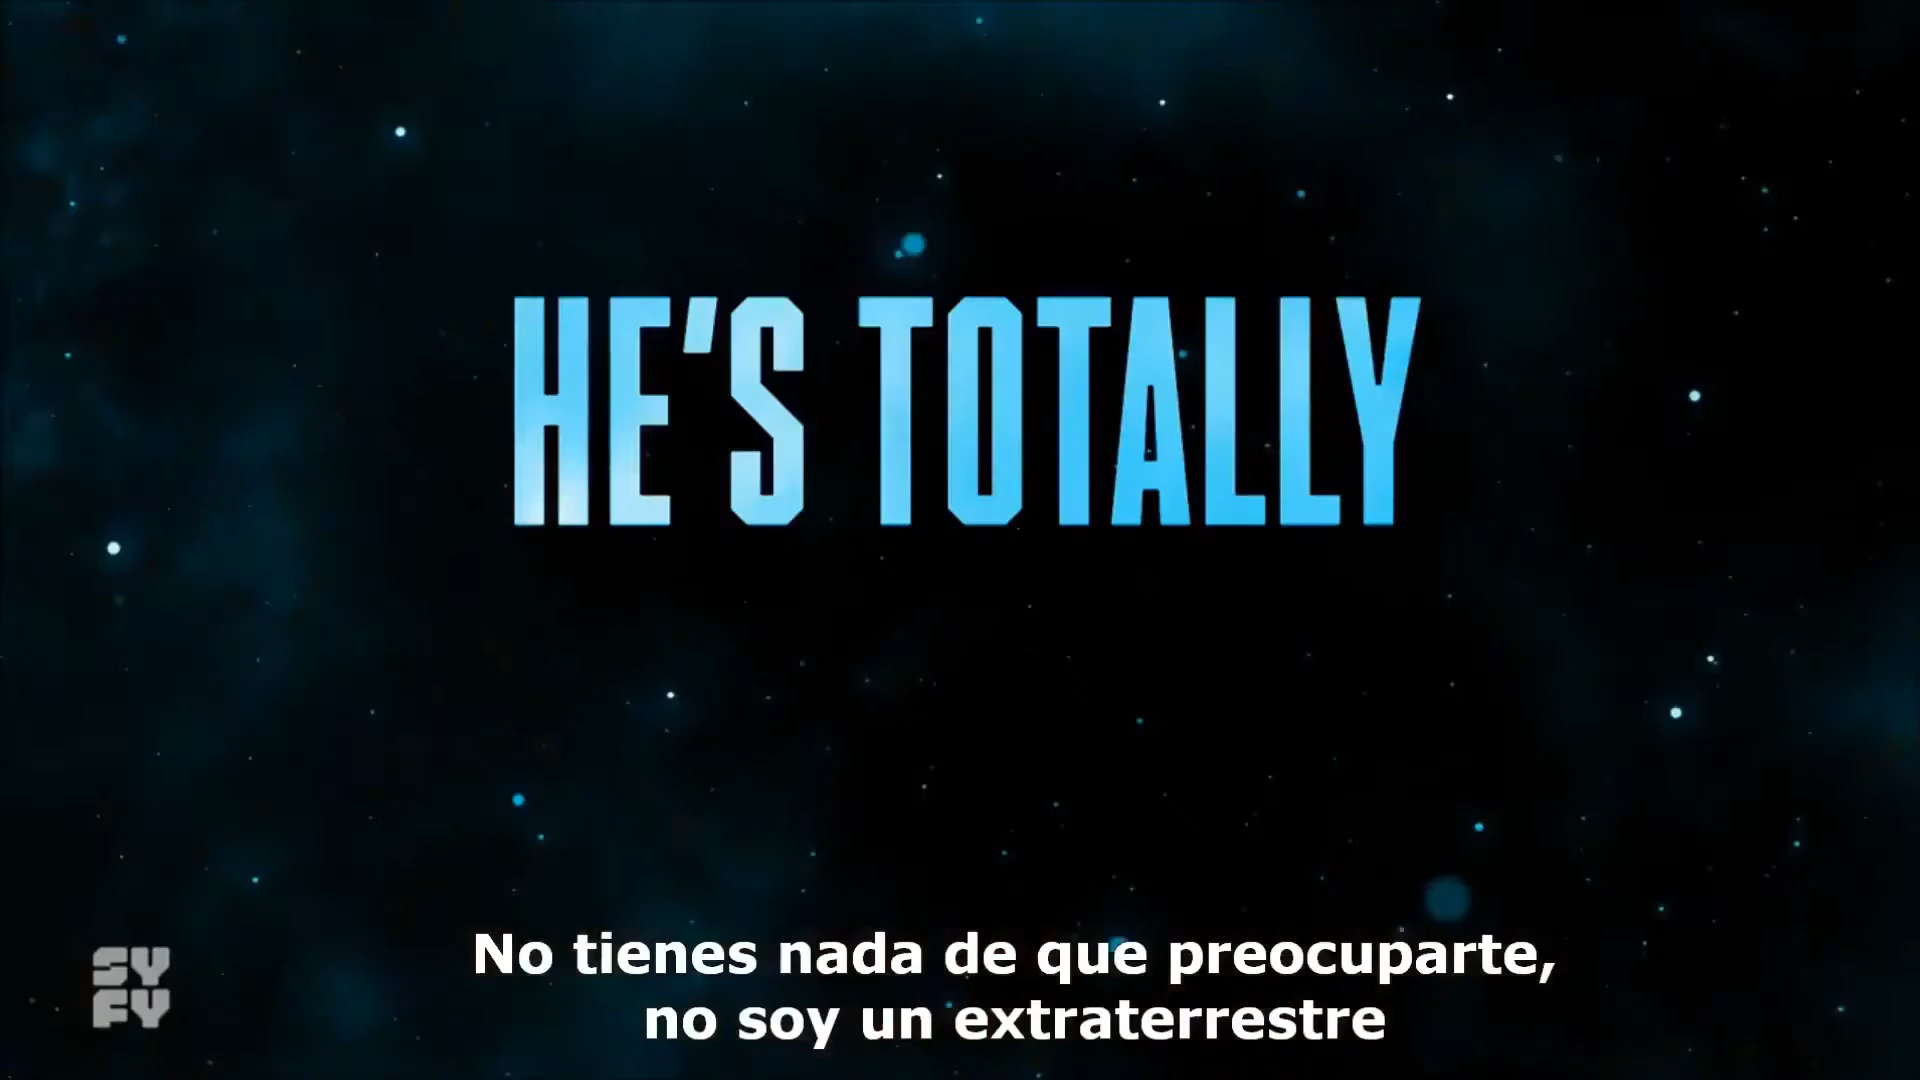 HE'S TOTALLY
SY
FY
No tienes nada de que preocuparte,
no soy un extraterrestre